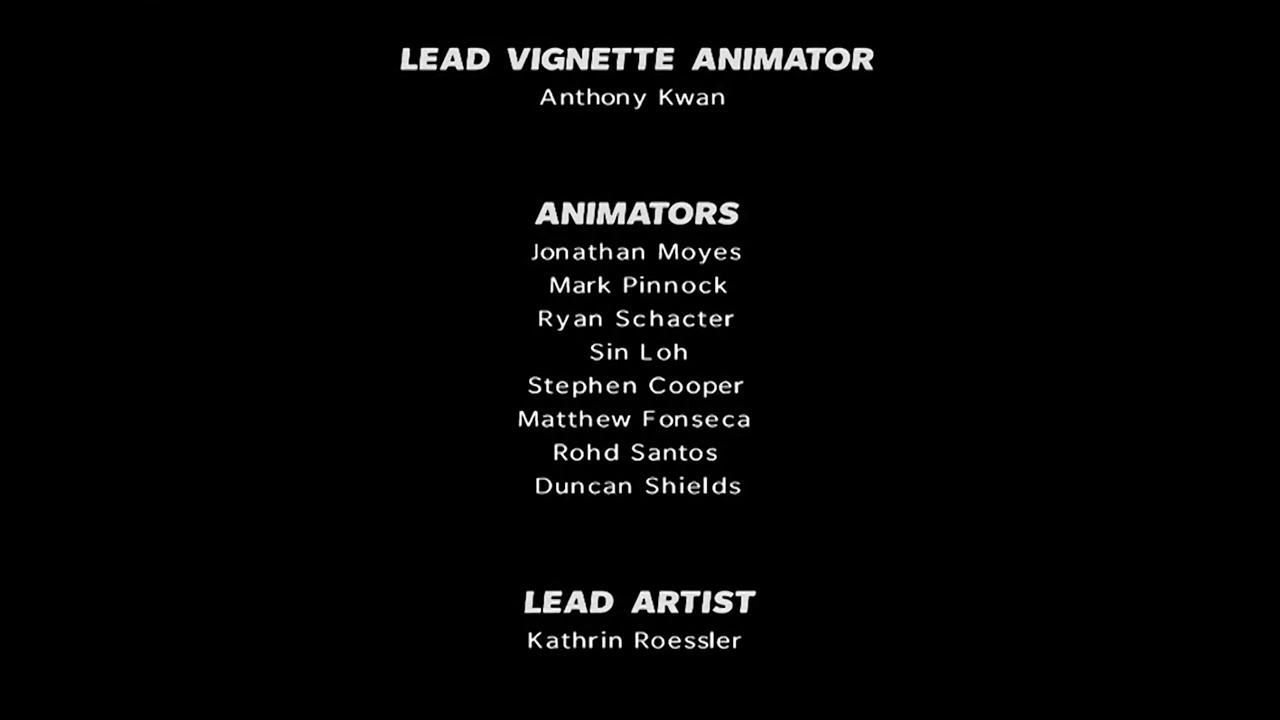 LEAD VIGNETTE ANIMATOR
Anthony Kwan
ANIMATORS
Jonathan Moyes
Mark Pinnock
Ryan Schacter
Sin Loh
Stephen Cooper
Matthew Fonseca
Rohd Santos
Duncan Shields
LEAD ARTIST
Kathrin Roessler